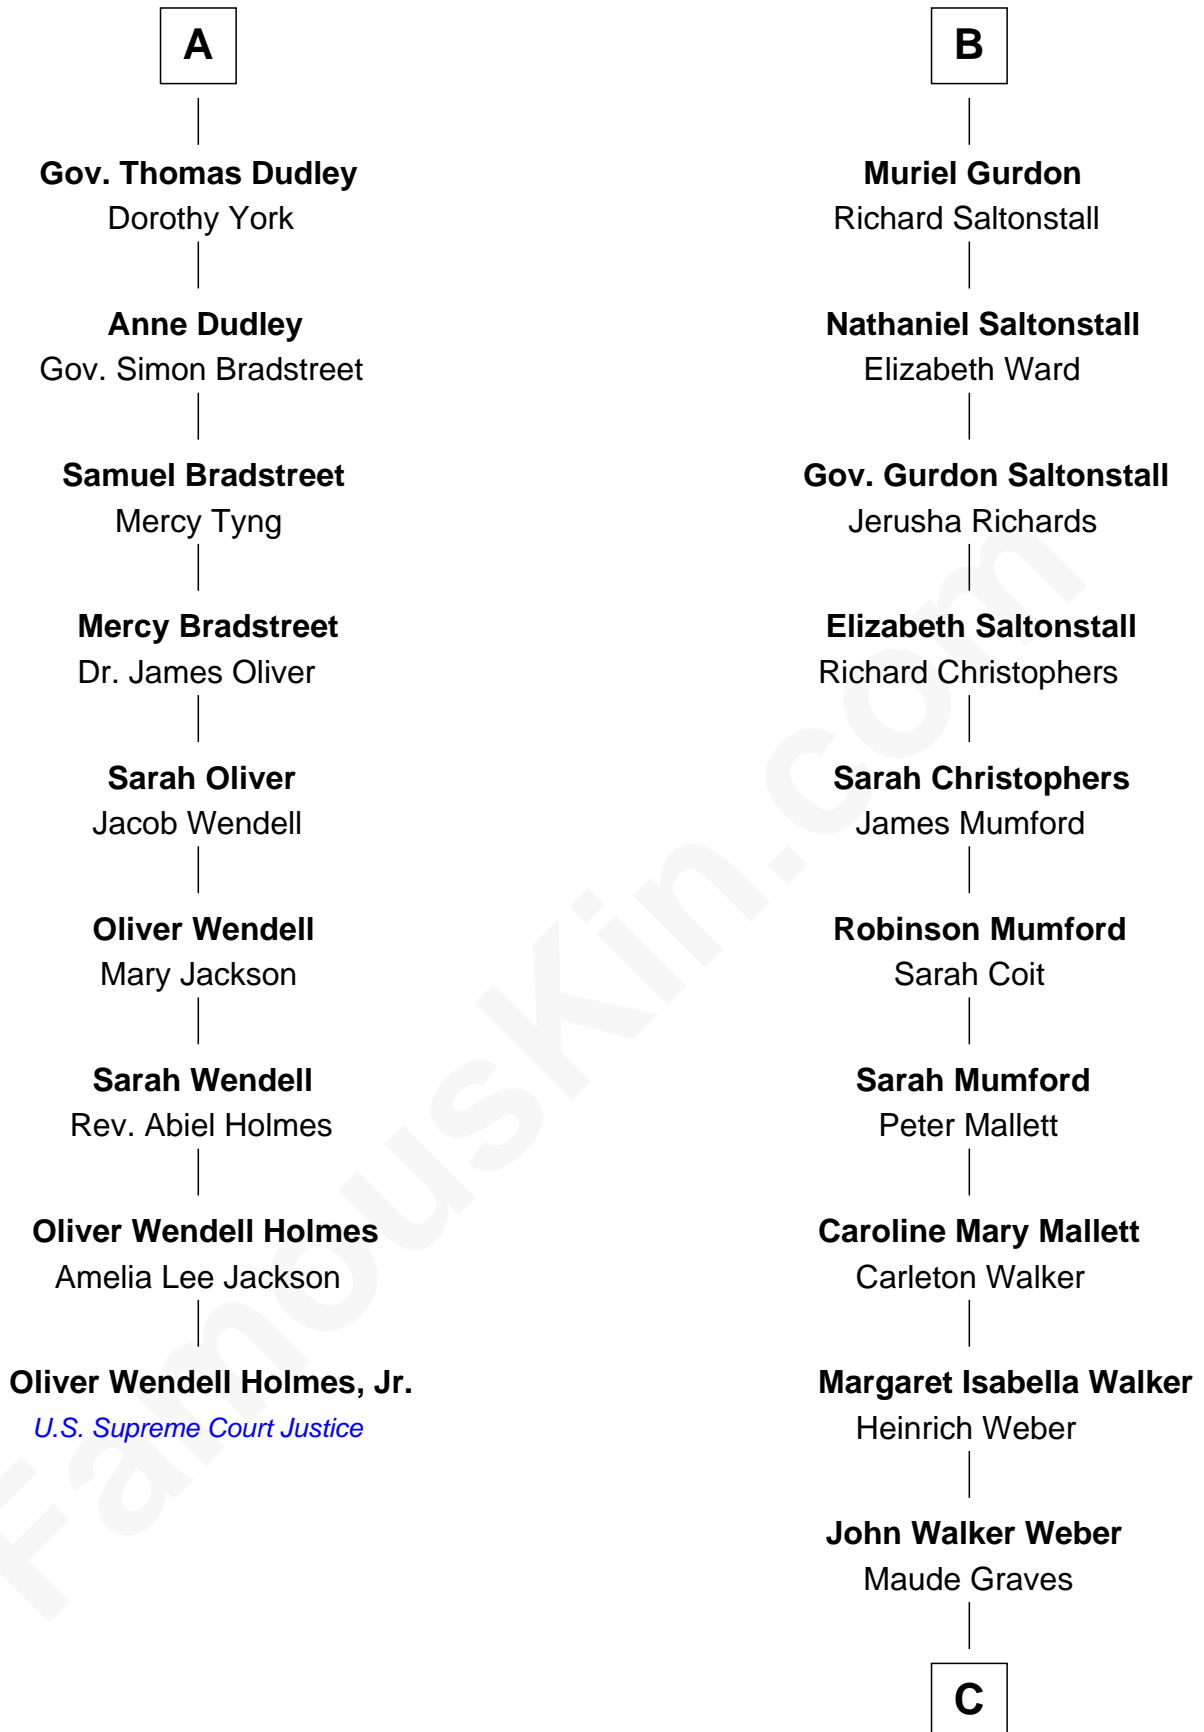 A
Gov. Thomas Dudley
Dorothy York
Anne Dudley
Gov. Simon Bradstreet
Samuel Bradstreet
Mercy Tyng
Mercy Bradstreet
Dr. James Oliver
Sarah Oliver
Jacob Wendell
Oliver Wendell
Mary Jackson
Sarah Wendell
Rev. Abiel Holmes
Oliver Wendell Holmes
Amelia Lee Jackson
Oliver Wendell Holmes, Jr.
U.S. Supreme Court Justice
B
Muriel Gurdon
Richard Saltonstall
Nathaniel Saltonstall
Elizabeth Ward
Gov. Gurdon Saltonstall
Jerusha Richards
Elizabeth Saltonstall
Richard Christophers
Sarah Christophers
James Mumford
Robinson Mumford
Sarah Coit
Sarah Mumford
Peter Mallett
Caroline Mary Mallett
Carleton Walker
Margaret Isabella Walker
Heinrich Weber
John Walker Weber
Maude Graves
C
FamousKin.com